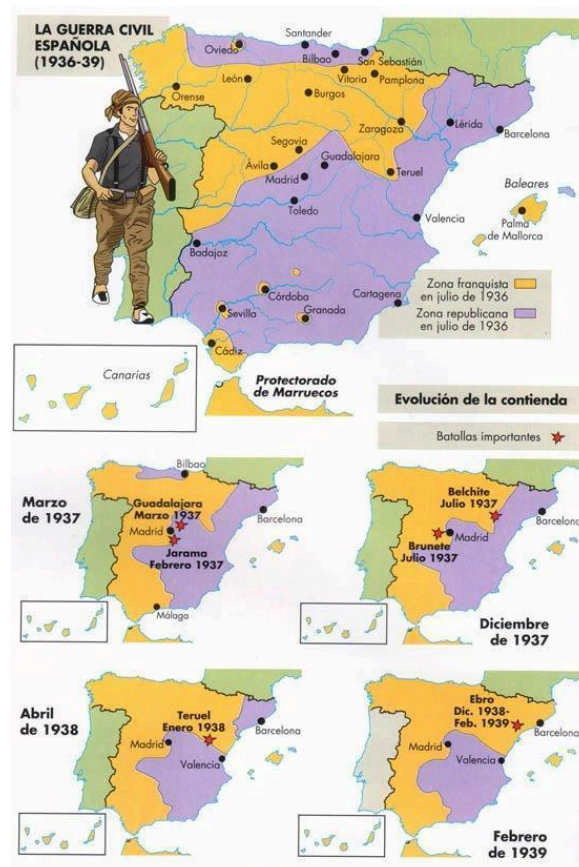 LA GUERRA CIVIL
ESPAÑOLA
(1936-39)
Oviedo
Santander
Bilbao
San Sebastián
Vitoria
Pamplona
León
Orense
Burgos
Zaragoza
Lérida
Barcelona
Segovia
Guadalajara
Ávila
Madrid
Teruel
Toledo
Baleares
Palma
de Mallorca
Valencia
Badajoz
Córdoba
Cartagena
Sevilla
Granada
Cádiz
Zona franquista
en julio de 1936
Zona republicana
en julio de 1936
Canarias
Protectorado
de Marruecos
Evolución de la contienda
Batallas importantes
Marzo
de 1937
Bilbao
Guadalajara
Marzo 1937
Madrid
Barcelona
Jarama
Febrero 1937
Málaga
Belchite
Julio 1937
Barcelona
Madrid
Brunete
Julio 1937
Diciembre
de 1937
Abril
de 1938
Teruel
Enero 1938
Barcelona
Madrid
Valencia
Ebro
Dic. 1938-
Feb. 1939
Barcelona
Madrid
Valencia
Febrero
de 1939